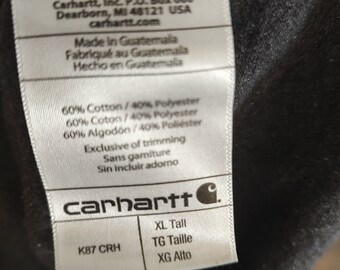 Carhartt, Inc. P.O. Box 600
Dearborn, MI 48121 USA
carhartt.com
Made in Guatemala
Fabriqué au Guatemala
Hecho en Guatemala
60% Cotton / 40% Polyester
60% Coton / 40% Polyester
60% Algodón / 40% Poliéster
Exclusive of trimming
Sans garniture
Sin incluir adorno
carhartt
K87 CRH
XL Tall
TG Taille
XG Alto